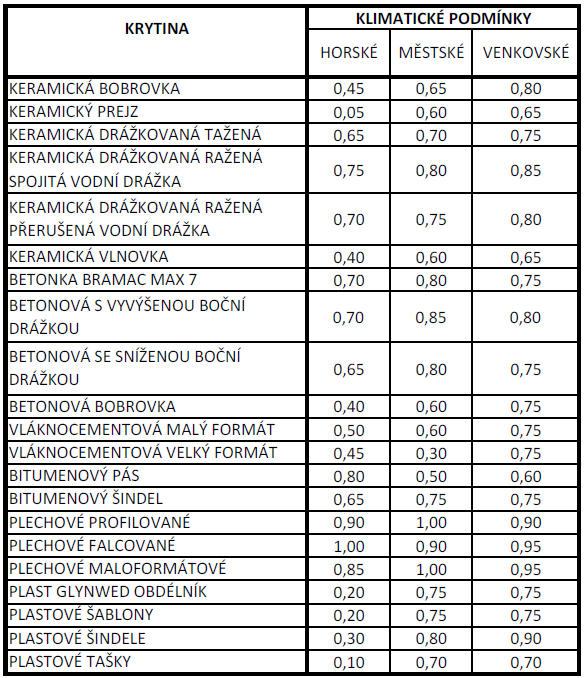 KRYTINA KLIMATICKÉ PODMÍNKY
HORSKÉ MĚSTSKÉ VENKOVSKÉ
KERAMICKÁ BOBROVKA 0,45 0,65 0,80
KERAMICKÝ PREJZ 0,05 0,60 0,65
KERAMICKÁ DRÁŽKOVANÁ TAŽENÁ 0,65 0,70 0,75
KERAMICKÁ DRÁŽKOVANÁ RAŽENÁ
SPOJITÁ VODNÍ DRÁŽKA 0,75 0,80 0,85
KERAMICKÁ DRÁŽKOVANÁ RAŽENÁ
PŘERUŠENÁ VODNÍ DRÁŽKA 0,70 0,75 0,80
KERAMICKÁ VLNOVKA 0,40 0,60 0,65
BETONKA BRAMAC MAX 7 0,70 0,80 0,75
BETONOVÁ S VYVÝŠENOU BOČNÍ
DRÁŽKOU 0,70 0,85 0,80
BETONOVÁ SE SNÍŽENOU BOČNÍ
DRÁŽKOU 0,65 0,80 0,75
BETONOVÁ BOBROVKA 0,40 0,60 0,75
VLÁKNOCEMENTOVÁ MALÝ FORMÁT 0,50 0,60 0,75
VLÁKNOCEMENTOVÁ VELKÝ FORMÁT 0,45 0,30 0,75
BITUMENOVÝ PÁS 0,80 0,50 0,60
BITUMENOVÝ ŠINDEL 0,65 0,75 0,75
PLECHOVÉ PROFILOVANÉ 0,90 1,00 0,90
PLECHOVÉ FALCOVANÉ 1,00 0,90 0,95
PLECHOVÉ MALOFORMÁTOVÉ 0,85 1,00 0,95
PLAST GLYNWED OBDÉLNÍK 0,20 0,75 0,75
PLASTOVÉ ŠABLONY 0,20 0,75 0,75
PLASTOVÉ ŠINDELE 0,30 0,80 0,90
PLASTOVÉ TAŠKY 0,10 0,70 0,70